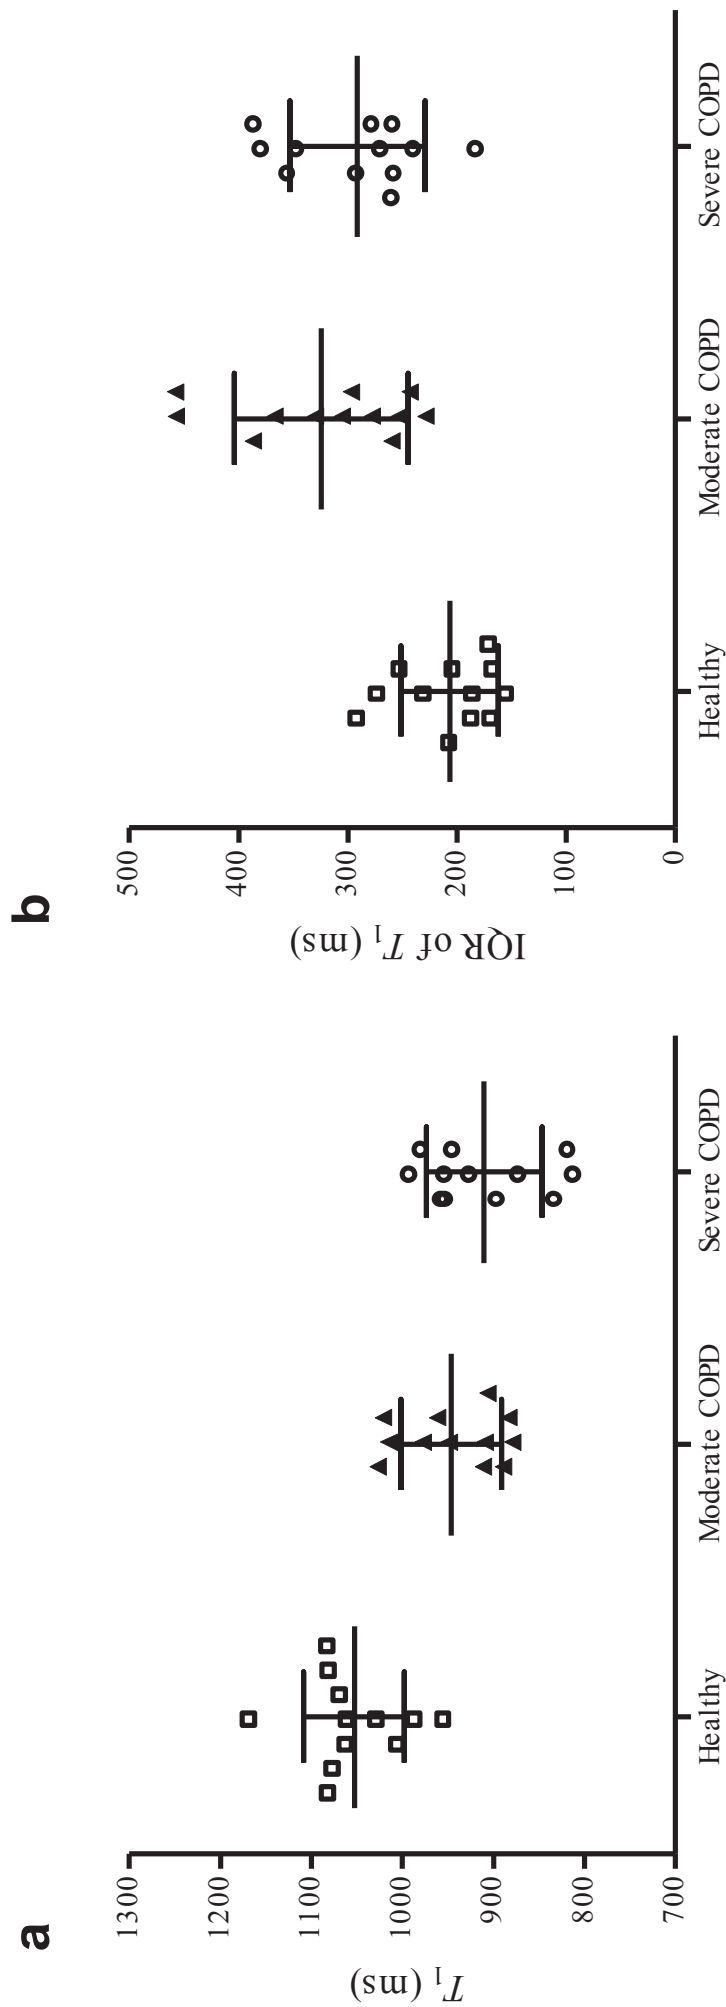 a
T1 (ms)
1300
1200
1100
1000
900
800
700
Healthy
Moderate COPD
Severe COPD
b
IQR of T1 (ms)
500
400
300
200
100
0
Healthy
Moderate COPD
Severe COPD